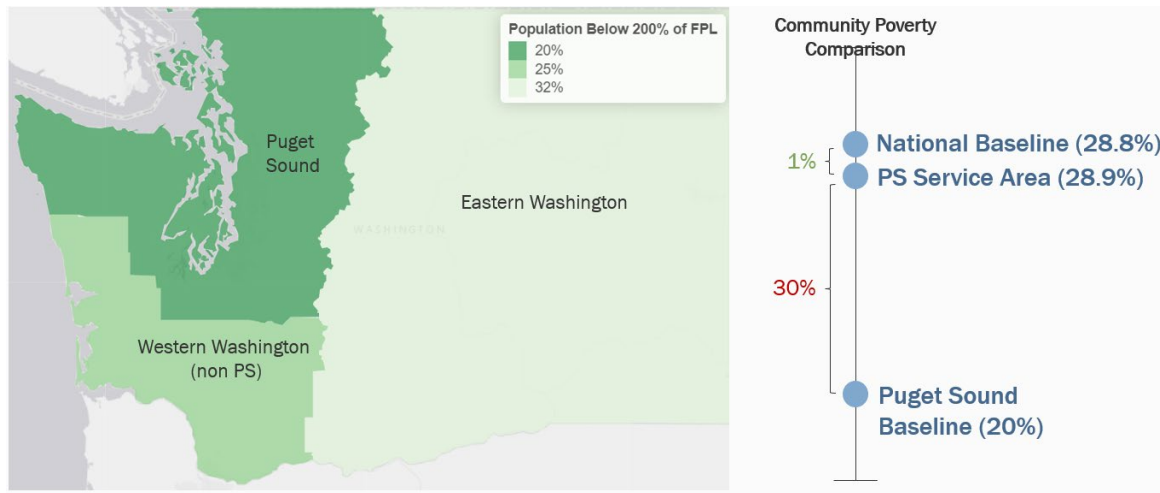 Population Below 200% of FPL
20%
25%
32%
Puget
Sound
Eastern Washington
WASHINGTON
Western Washington
(non PS)
Community Poverty
Comparison
National Baseline (28.8%)
1%
PS Service Area (28.9%)
30%
Puget Sound
Baseline (20%)